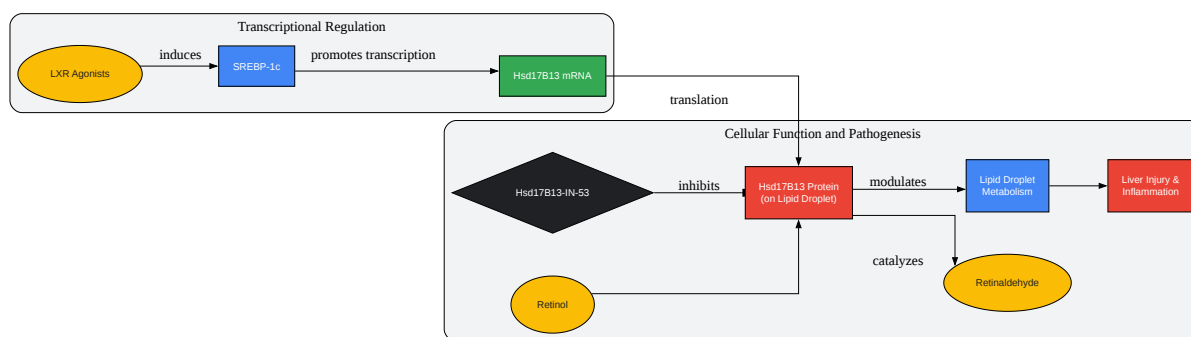 Transcriptional Regulation
LXR Agonists
induces
SREBP-1c
promotes transcription
Hsd17B13 mRNA
translation
Cellular Function and Pathogenesis
Hsd17B13-IN-53
inhibits
Hsd17B13 Protein
(on Lipid Droplet)
modulates
Lipid Droplet
Metabolism
Liver Injury &
Inflammation
catalyzes
Retinol
Retinaldehyde